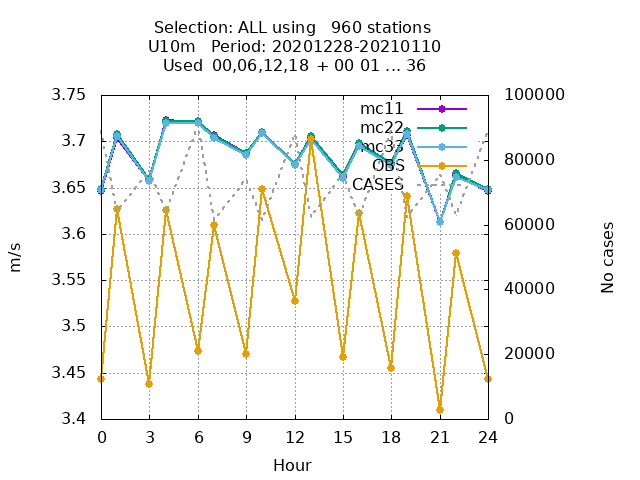 Selection: ALL using   960 stations
U10m   Period: 20201228-20210110
Used  00,06,12,18 + 00 01 ... 36
3.75
3.7
3.65
3.6
3.55
3.5
3.45
3.4
100000
80000
60000
40000
20000
0
mc11
mc22
mc37
OBS
CASES
m/s
No cases
0 3 6 9 12 15 18 21 24
Hour